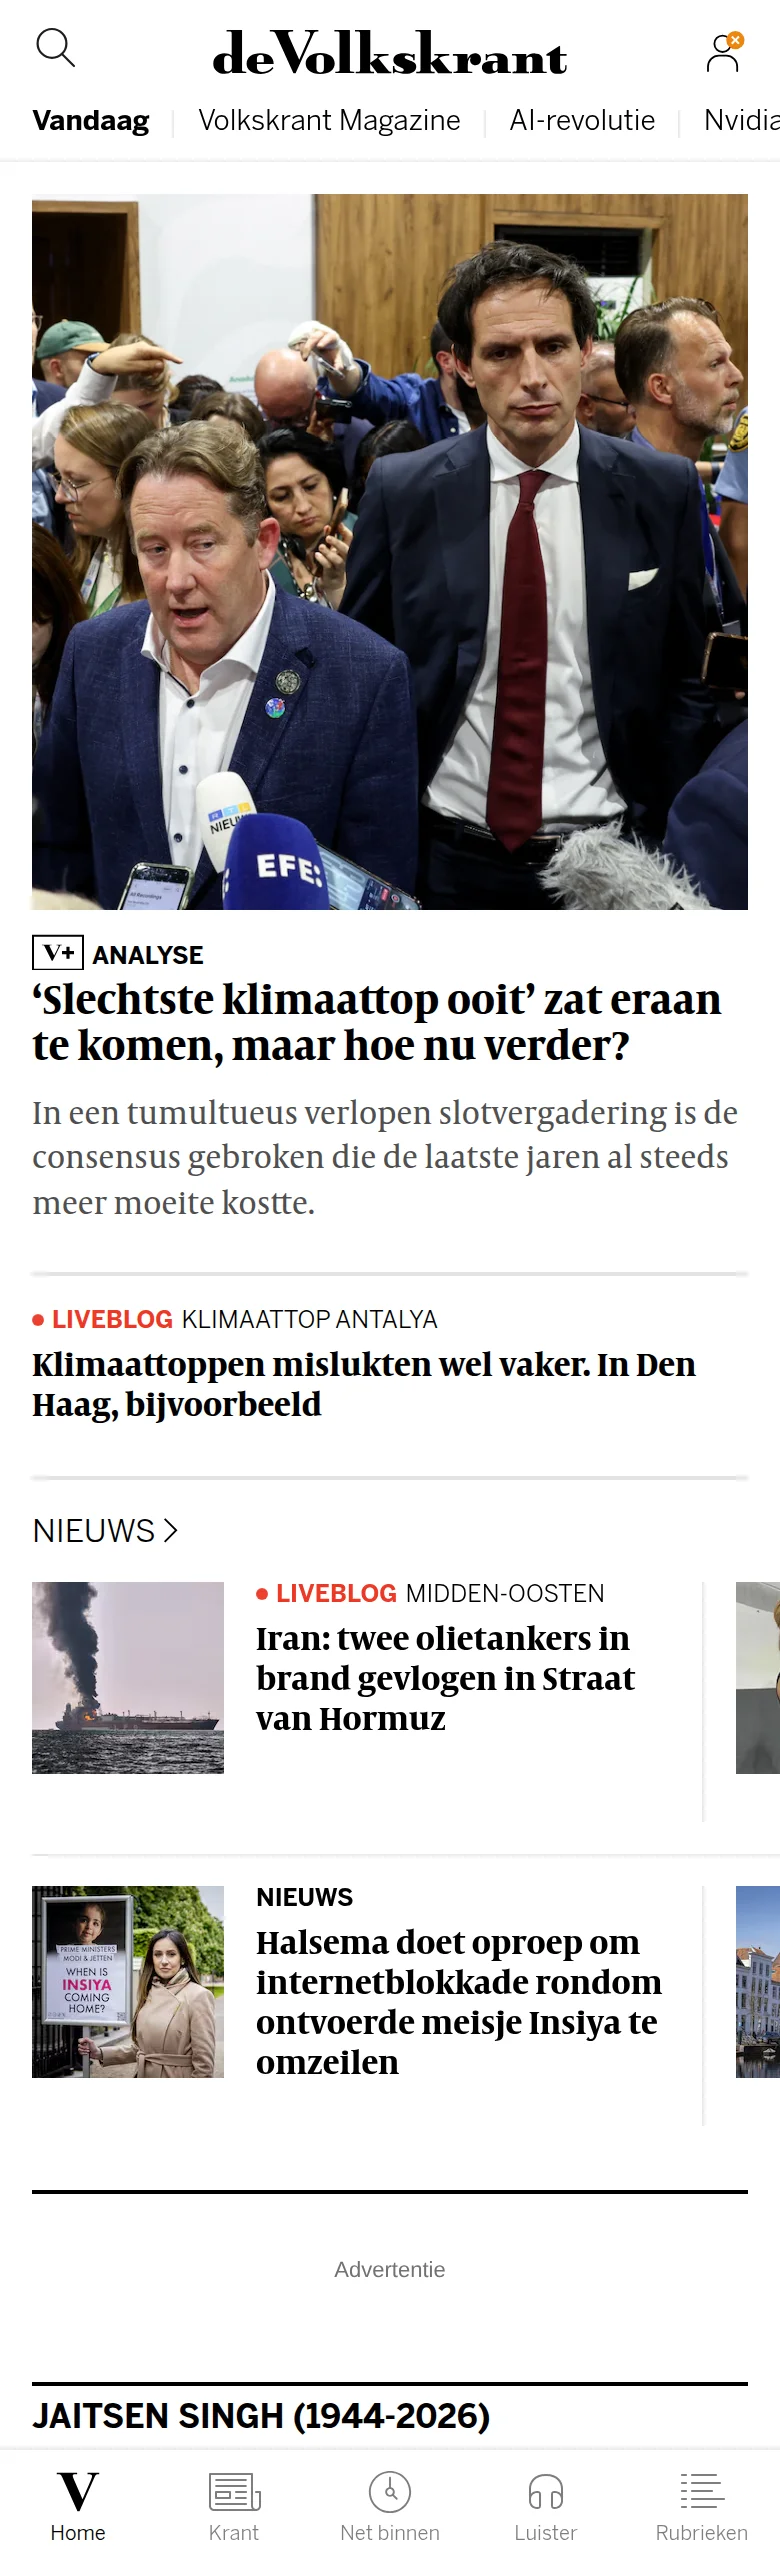 deVolkskrant
Vandaag
Volkskrant Magazine
AI-revolutie
Nvidia
RTL
NIEUW
EFE:
V+ ANALYSE
‘Slechtste klimaattop ooit’ zat eraan
te komen, maar hoe nu verder?
In een tumultueus verlopen slotvergadering is de
consensus gebroken die de laatste jaren al steeds
meer moeite kostte.
LIVEBLOG KLIMAATTOP ANTALYA
Klimaattoppen mislukten wel vaker. In Den
Haag, bijvoorbeeld
NIEUWS
LIVEBLOG MIDDEN-OOSTEN
Iran: twee olietankers in
brand gevlogen in Straat
van Hormuz
PRIME MINISTERS
MODI & JETTEN
WHEN IS
INSIYA
COMING
HOME?
NIEUWS
Halsema doet oproep om
internetblokkade rondom
ontvoerde meisje Insiya te
omzeilen
Advertentie
JAITSEN SINGH (1944-2026)
V
Home
Krant
Net binnen
Luister
Rubrieken